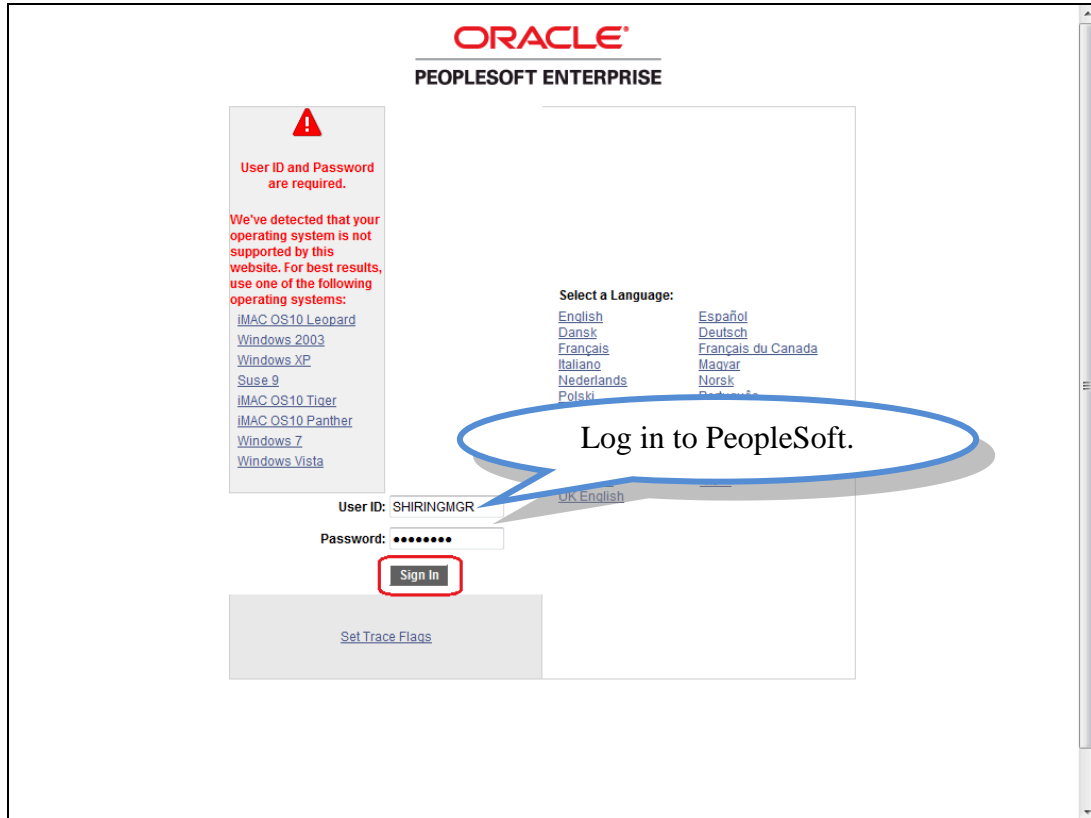 ORACLE®
PEOPLESOFT ENTERPRISE
User ID and Password
are required.
We've detected that your
operating system is not
supported by this
website. For best results,
use one of the following
operating systems:
iMAC OS10 Leopard
Windows 2003
Windows XP
Suse 9
iMAC OS10 Tiger
iMAC OS10 Panther
Windows 7
Windows Vista
Select a Language:
English Español
Dansk Deutsch
Français Français du Canada
Italiano Magyar
Nederlands Norsk
Polski Português
Log in to PeopleSoft.
UK English
User ID: SHIRINGMGR
Password: ••••••••
Sign In
Set Trace Flags